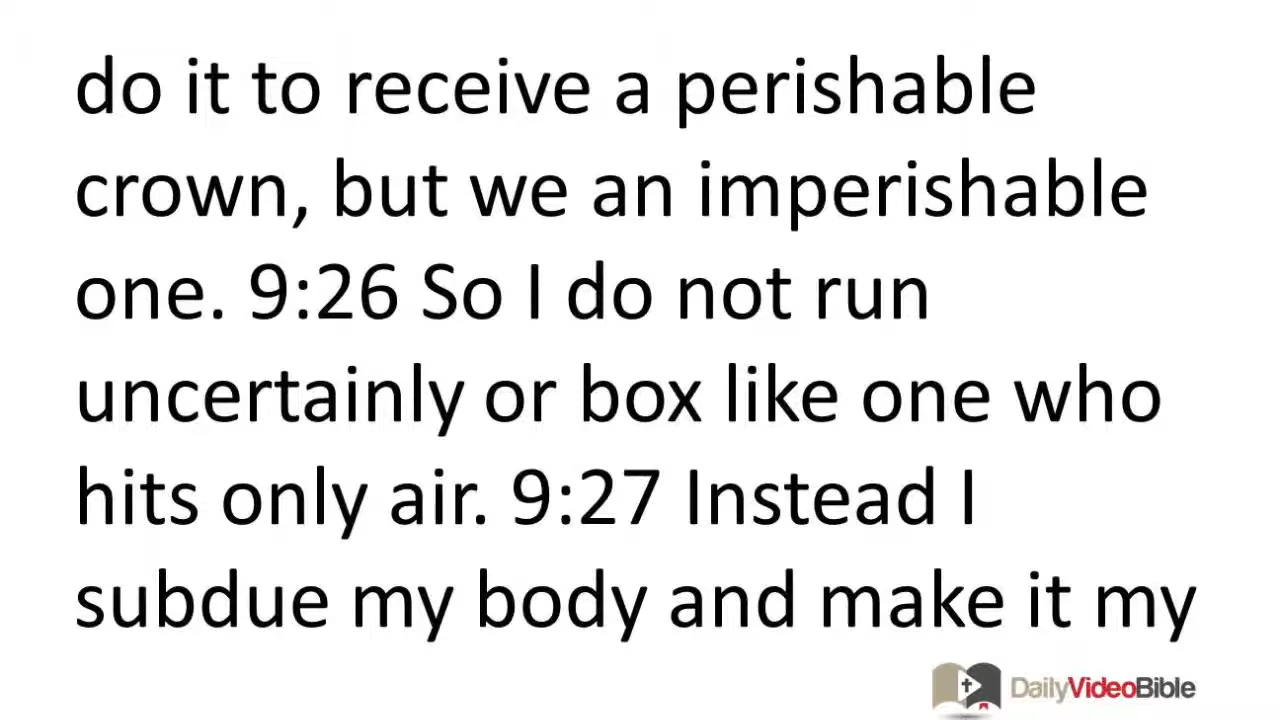 do it to receive a perishable
crown, but we an imperishable
one. 9:26 So I do not run
uncertainly or box like one who
hits only air. 9:27 Instead I
subdue my body and make it my
DailyVideoBible